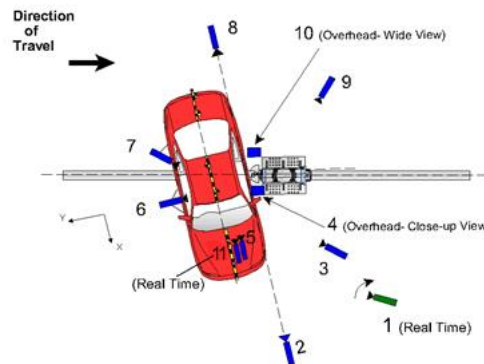 Direction
of
Travel
8
10 (Overhead- Wide View)
9
7
6
4 (Overhead- Close-up View)
Y
X
5
11
3
(Real Time)
1 (Real Time)
2